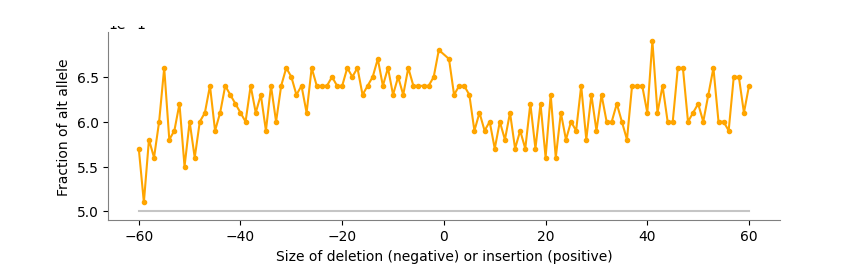 6.5
6.0
5.5
5.0
Fraction of alt allele
−60 −40 −20 0 20 40 60
Size of deletion (negative) or insertion (positive)